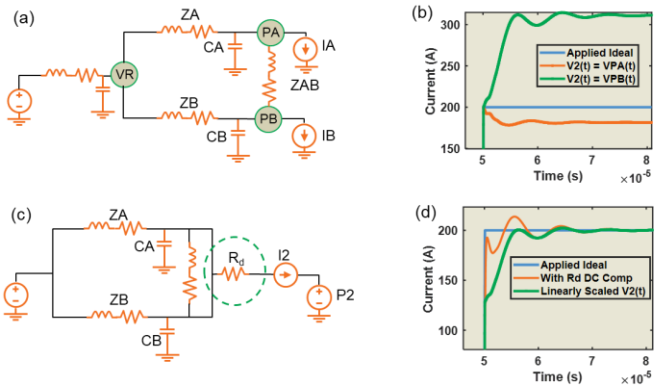 (a)
ZA
CA
PA
IA
VR
ZAB
ZB
CB
PB
IB
(b)
Current (A)
300
250
200
150
Applied Ideal
V2(t) = VPA(t)
V2(t) = VPB(t)
5 6 7 8
Time (s) ×10⁻⁵
(c)
ZA
CA
Rd
I2
P2
ZB
CB
(d)
Current (A)
200
150
100
Applied Ideal
With Rd DC Comp
Linearly Scaled V2(t)
5 6 7 8
Time (s) ×10⁻⁵